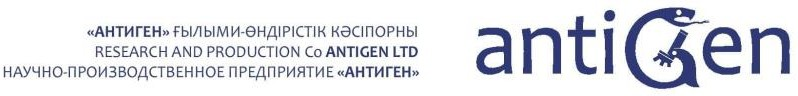 «АНТИГЕН» ҒЫЛЫМИ-ӨНДІРІСТІК КӘСІПОРНЫ
RESEARCH AND PRODUCTION Co ANTIGEN LTD
НАУЧНО-ПРОИЗВОДСТВЕННОЕ ПРЕДПРИЯТИЕ «АНТИГЕН»
antiGen